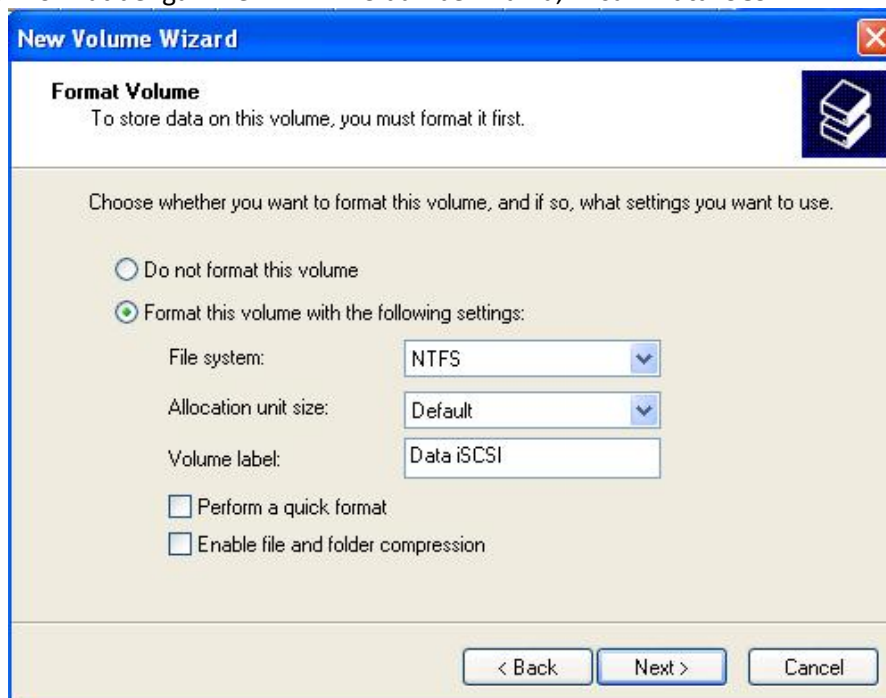 New Volume Wizard
Format Volume
To store data on this volume, you must format it first.
Choose whether you want to format this volume, and if so, what settings you want to use.
Do not format this volume
Format this volume with the following settings:
File system: NTFS
Allocation unit size: Default
Volume label: Data iSCSI
Perform a quick format
Enable file and folder compression
< Back Next > Cancel